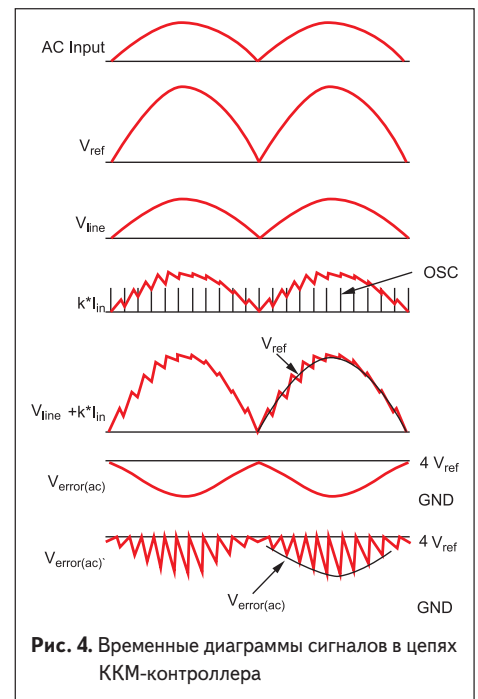 AC Input
Vref
Vline
OSC
k*Iin
Vref
Vline +k*Iin
4 Vref
Verror(ac)
GND
4 Vref
Verror(ac)`
Verror(ac)
GND
Рис. 4. Временные диаграммы сигналов в цепях
ККМ-контроллера